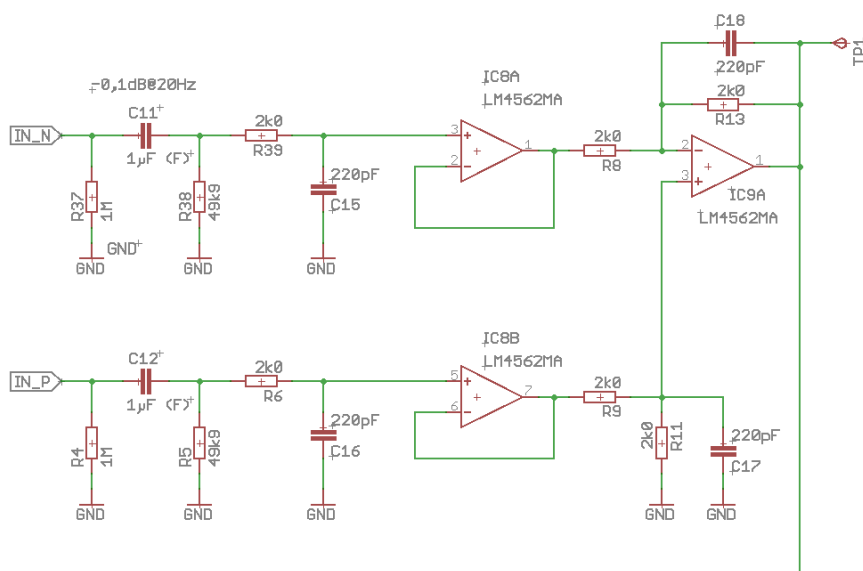 C18
220pF
TP1
-0,1dB@20Hz
IC8A
LM4562MA
2k0
R13
C11
IN_N
1µF (F)
2k0
R39
3
2
1
2k0
R8
2
3
1
IC9A
LM4562MA
R37
1M
R38
49k9
220pF
C15
GND
GND
GND
GND
IC8B
LM4562MA
C12
IN_P
1µF (F)
2k0
R6
5
6
7
2k0
R9
R4
1M
R5
49k9
220pF
C16
2k0
R11
220pF
C17
GND
GND
GND
GND
GND